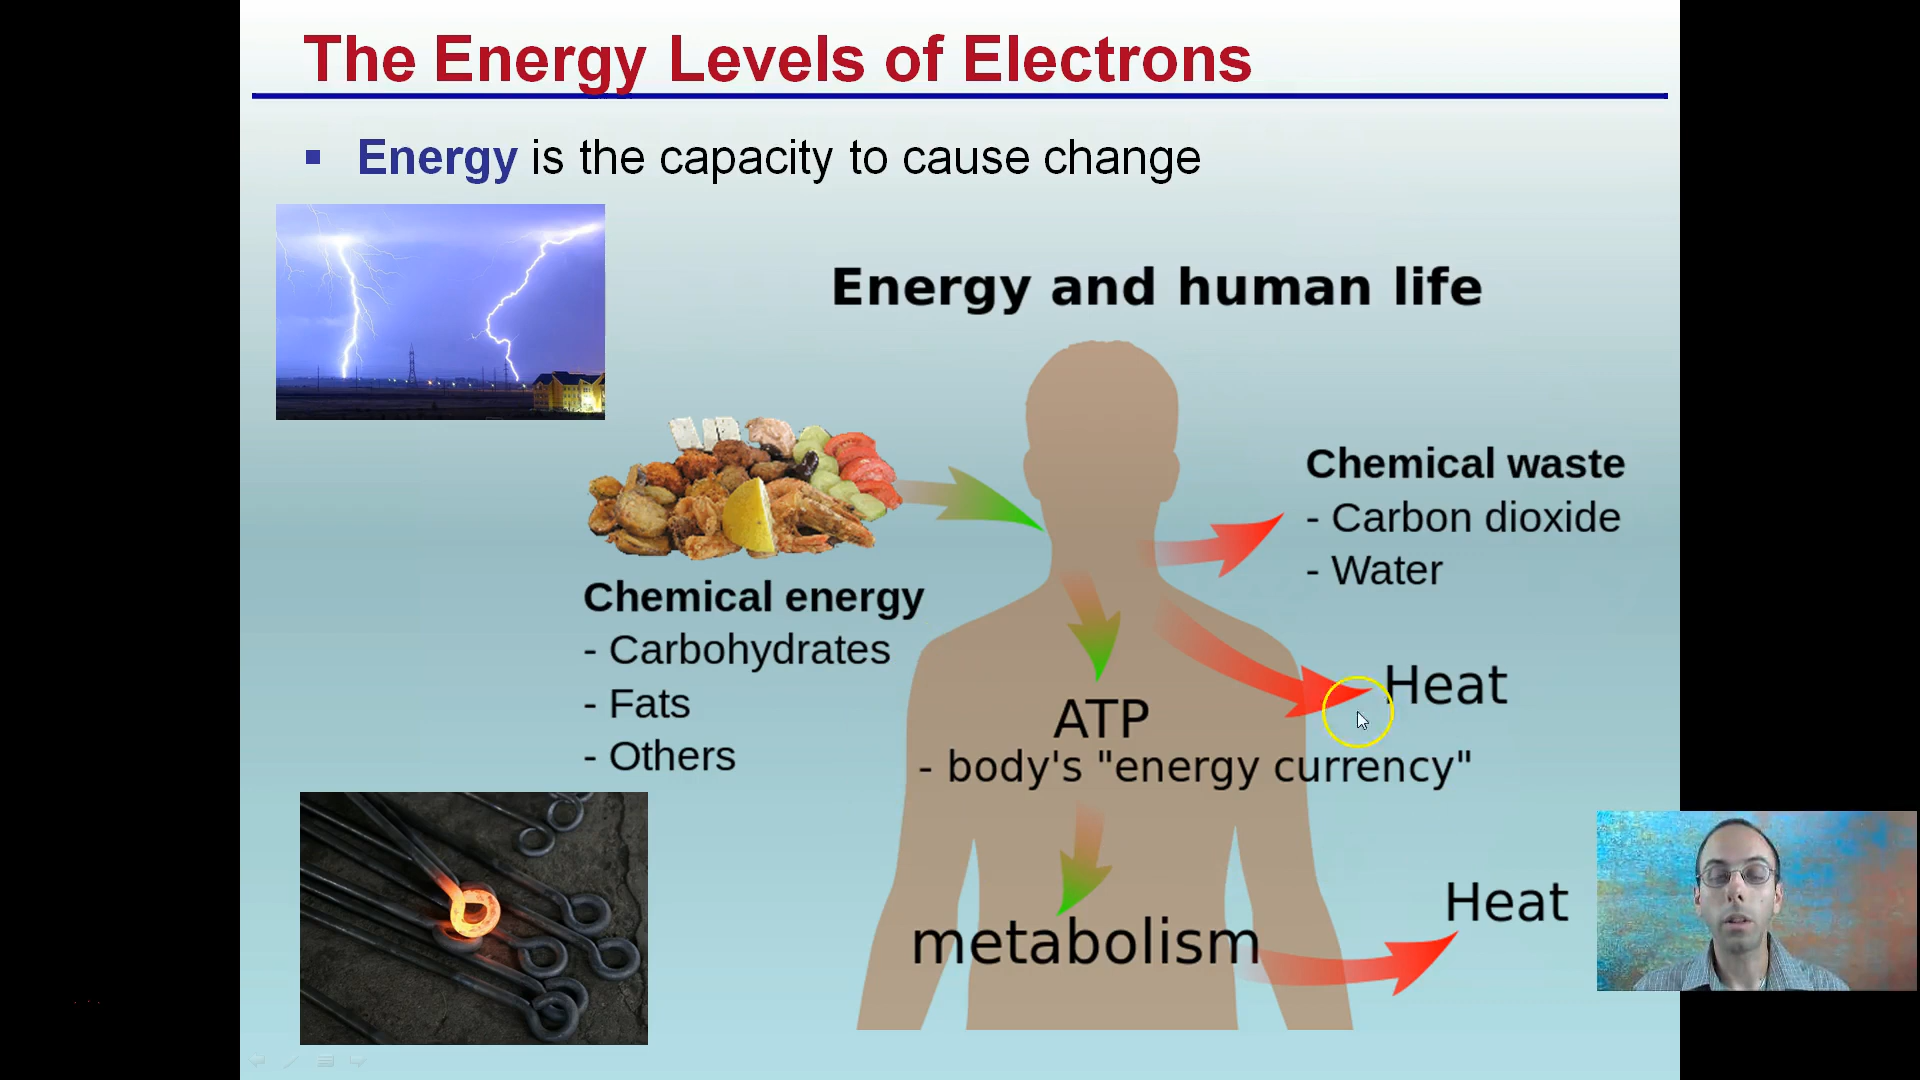 The Energy Levels of Electrons
Energy is the capacity to cause change
Energy and human life
Chemical energy
- Carbohydrates
- Fats
- Others
Chemical waste
- Carbon dioxide
- Water
Heat
ATP
- body's "energy currency"
metabolism
Heat